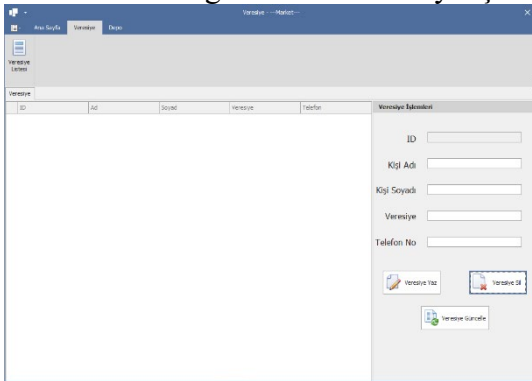 Veresiye - ---Market---
Ana Sayfa Veresiye Depo
Veresiye
Listesi
Veresiye
ID Ad Soyad Veresiye Telefon
Veresiye İşlemleri
ID
Kişi Adı
Kişi Soyadı
Veresiye
Telefon No
Veresiye Yaz
Veresiye Sil
Veresiye Güncelle